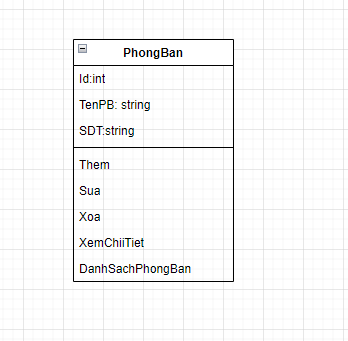 PhongBan
Id:int
TenPB: string
SDT:string
Them
Sua
Xoa
XemChiiTiet
DanhSachPhongBan